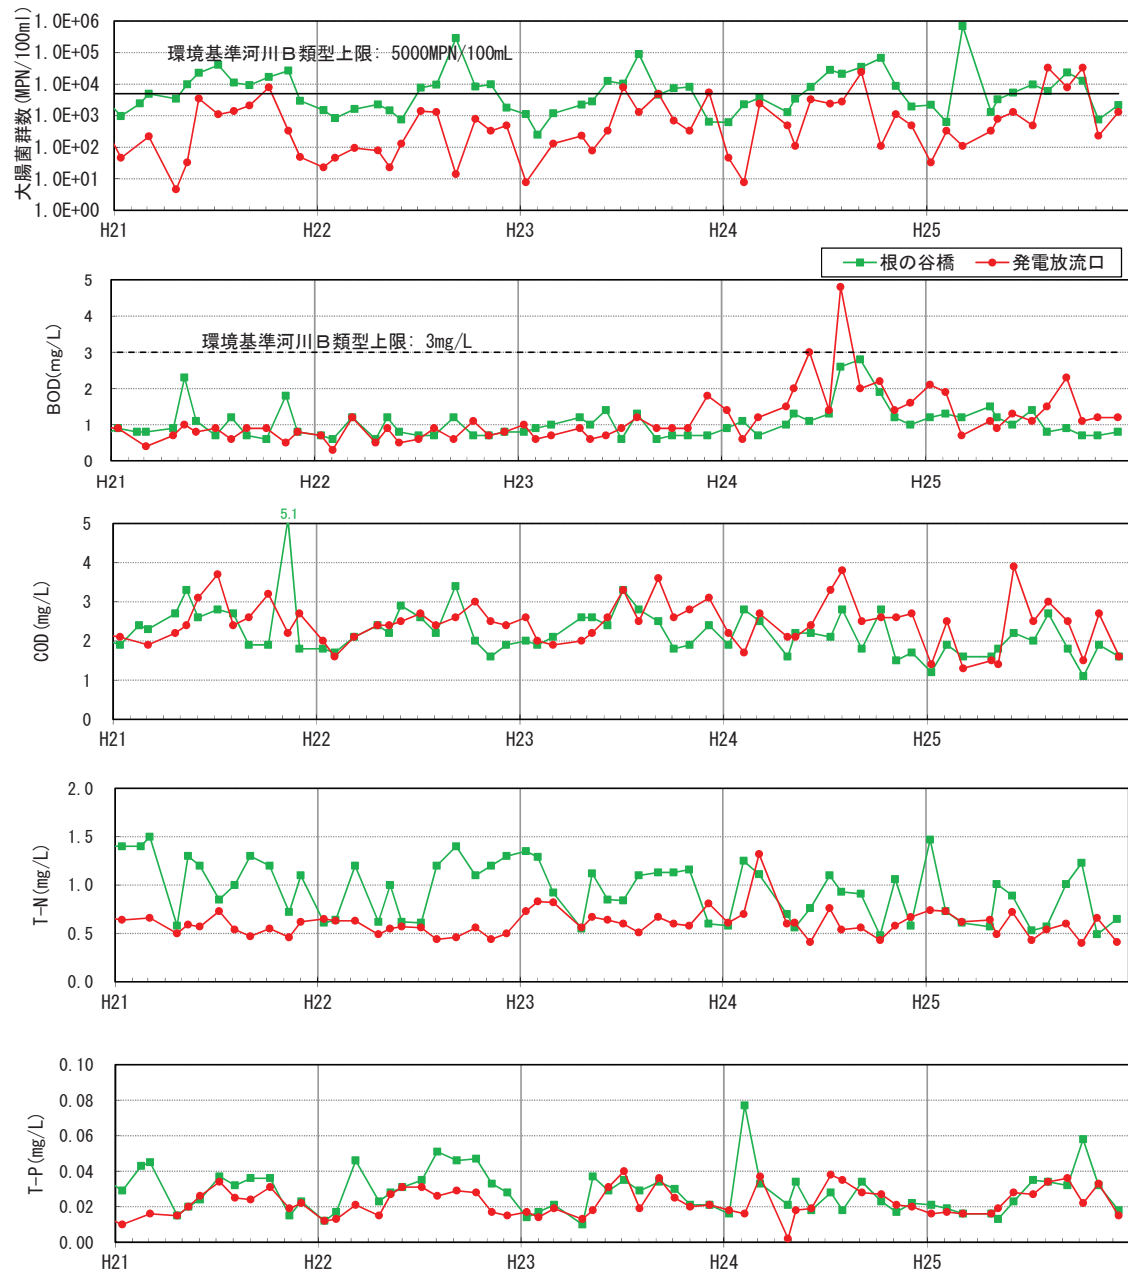 大腸菌群数(MPN/100ml)
1.0E+06
1.0E+05
1.0E+04
1.0E+03
1.0E+02
1.0E+01
1.0E+00
環境基準河川B類型上限: 5000MPN/100mL
H21 H22 H23 H24 H25
根の谷橋 発電放流口
BOD(mg/L)
5
4
3
2
1
0
環境基準河川B類型上限: 3mg/L
H21 H22 H23 H24 H25
COD(mg/L)
5.1
5
4
3
2
1
0
H21 H22 H23 H24 H25
T-N(mg/L)
2.0
1.5
1.0
0.5
0.0
H21 H22 H23 H24 H25
T-P(mg/L)
0.10
0.08
0.06
0.04
0.02
0.00
H21 H22 H23 H24 H25